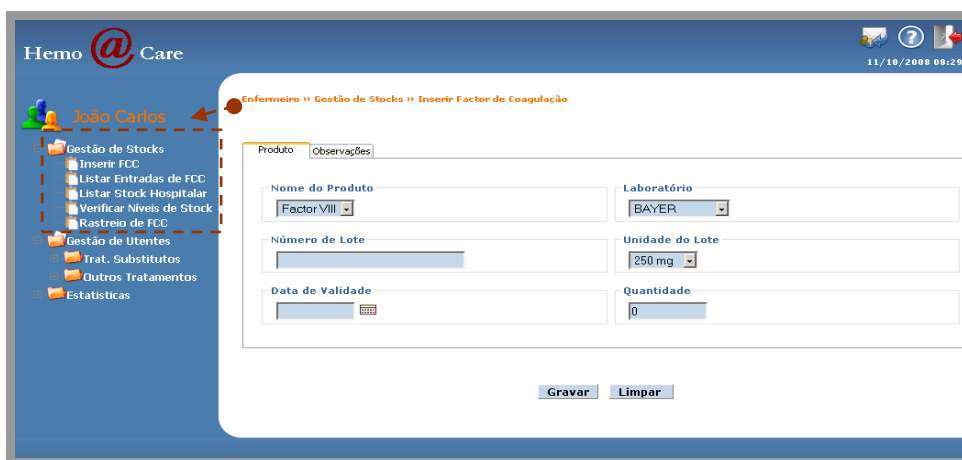 Hemo @ Care
11/10/2008 08:29
João Carlos
Gestão de Stocks
Inserir FCC
Listar Entradas de FCC
Listar Stock Hospitalar
Verificar Níveis de Stock
Rastreio de FCC
Gestão de Utentes
Trat. Substitutos
Outros Tratamentos
Estatisticas
Enfermeiro ›› Gestão de Stocks ›› Inserir Factor de Coagulação
Produto Observações
Nome do Produto
Factor VIII
Laboratório
BAYER
Número de Lote
Unidade do Lote
250 mg
Data de Validade
Quantidade
0
Gravar Limpar